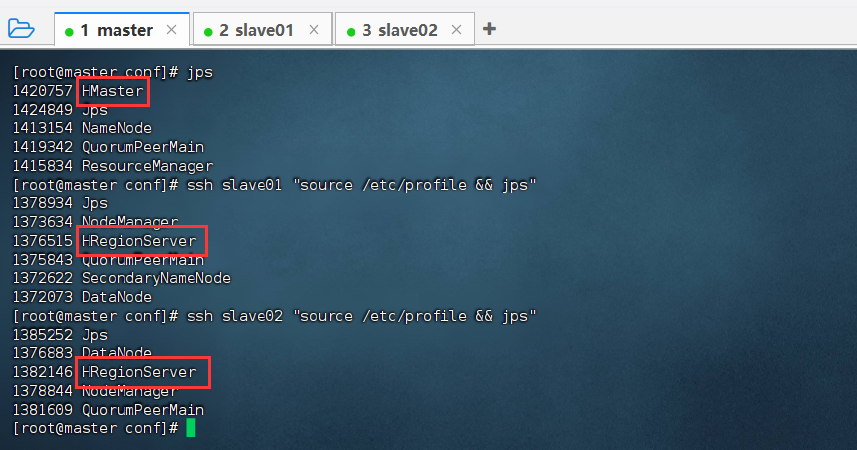 1 master × 2 slave01 × 3 slave02 × +
[root@master conf]# jps
1420757 HMaster
1424849 Jps
1413154 NameNode
1419342 QuorumPeerMain
1415834 ResourceManager
[root@master conf]# ssh slave01 "source /etc/profile && jps"
1378934 Jps
1373634 NodeManager
1376515 HRegionServer
1375843 QuorumPeerMain
1372622 SecondaryNameNode
1372073 DataNode
[root@master conf]# ssh slave02 "source /etc/profile && jps"
1385252 Jps
1376883 DataNode
1382146 HRegionServer
1378844 NodeManager
1381609 QuorumPeerMain
[root@master conf]#